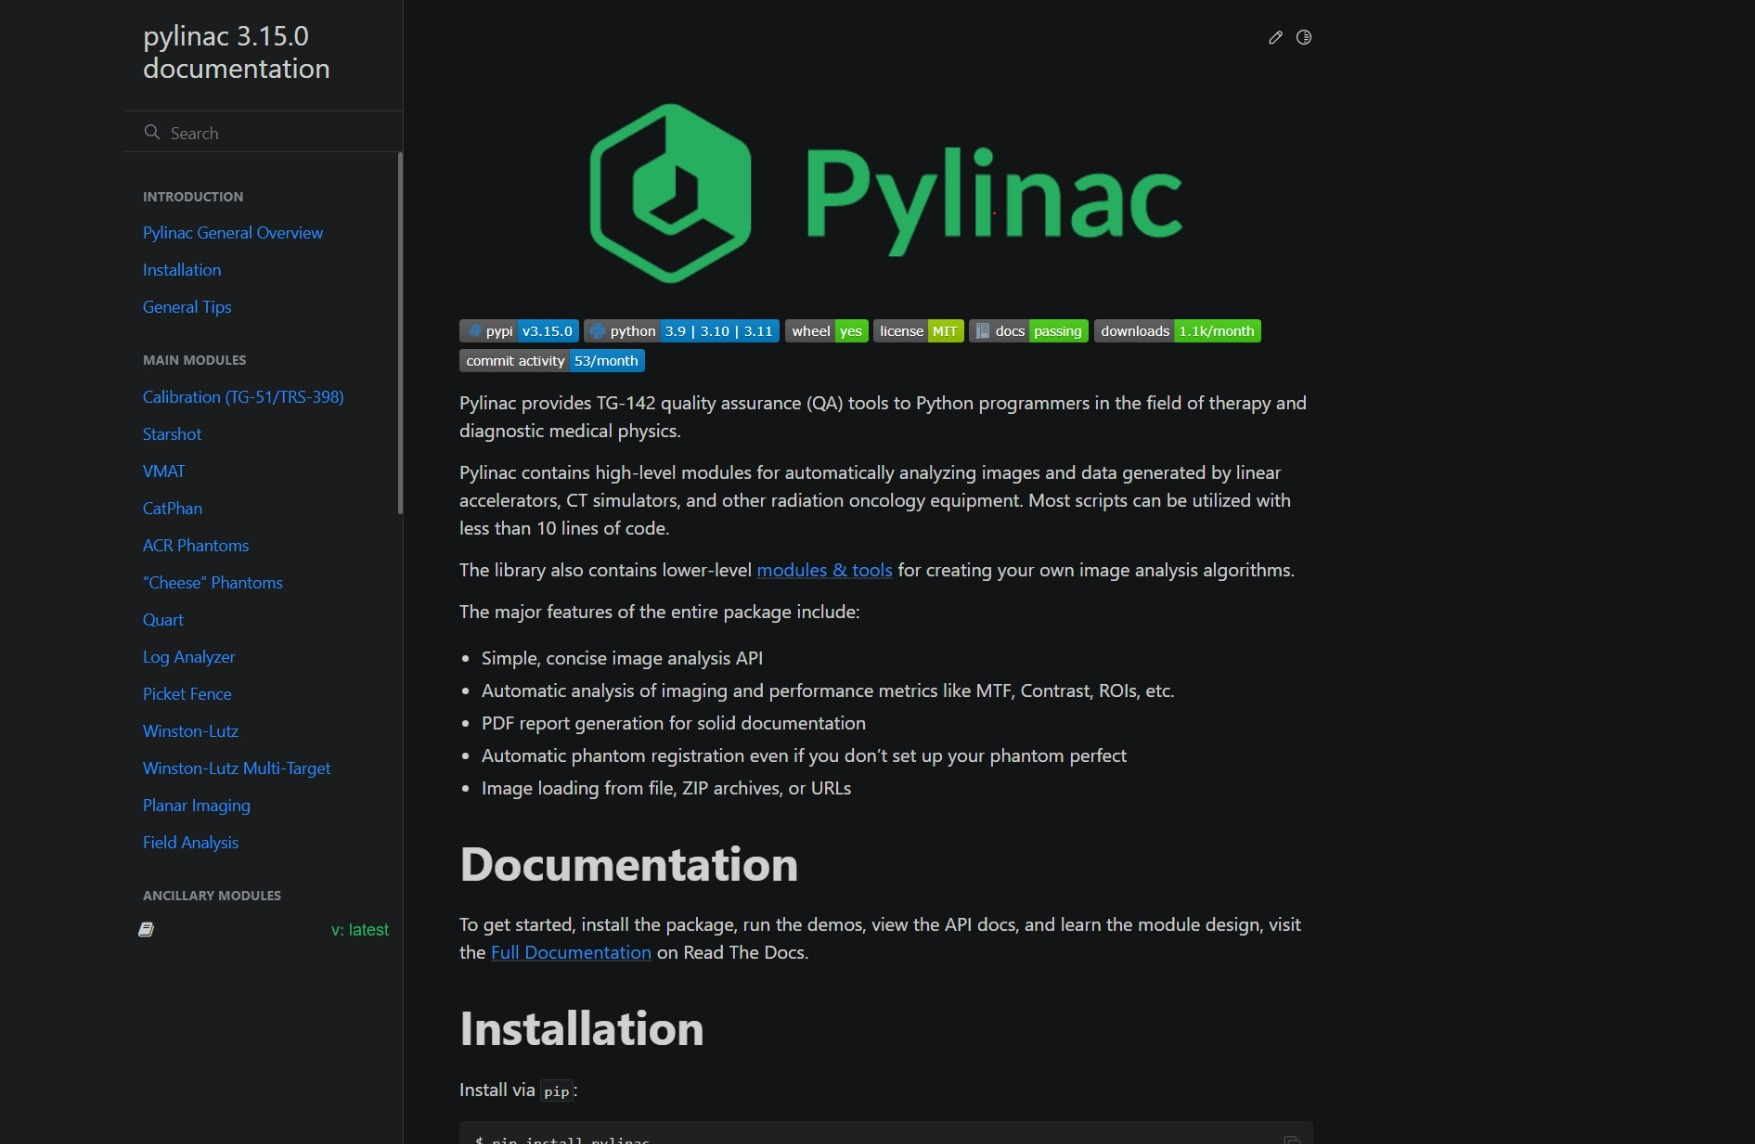 pylinac 3.15.0
documentation
Search
INTRODUCTION
Pylinac General Overview
Installation
General Tips
MAIN MODULES
Calibration (TG-51/TRS-398)
Starshot
VMAT
CatPhan
ACR Phantoms
“Cheese” Phantoms
Quart
Log Analyzer
Picket Fence
Winston-Lutz
Winston-Lutz Multi-Target
Planar Imaging
Field Analysis
ANCILLARY MODULES
v: latest
Pylinac
pypi v3.15.0 python 3.9 | 3.10 | 3.11 wheel yes license MIT docs passing downloads 1.1k/month
commit activity 53/month
Pylinac provides TG-142 quality assurance (QA) tools to Python programmers in the field of therapy and
diagnostic medical physics.
Pylinac contains high-level modules for automatically analyzing images and data generated by linear
accelerators, CT simulators, and other radiation oncology equipment. Most scripts can be utilized with
less than 10 lines of code.
The library also contains lower-level modules & tools for creating your own image analysis algorithms.
The major features of the entire package include:
• Simple, concise image analysis API
• Automatic analysis of imaging and performance metrics like MTF, Contrast, ROIs, etc.
• PDF report generation for solid documentation
• Automatic phantom registration even if you don’t set up your phantom perfect
• Image loading from file, ZIP archives, or URLs
Documentation
To get started, install the package, run the demos, view the API docs, and learn the module design, visit
the Full Documentation on Read The Docs.
Installation
Install via pip:
$ pip install pylinac